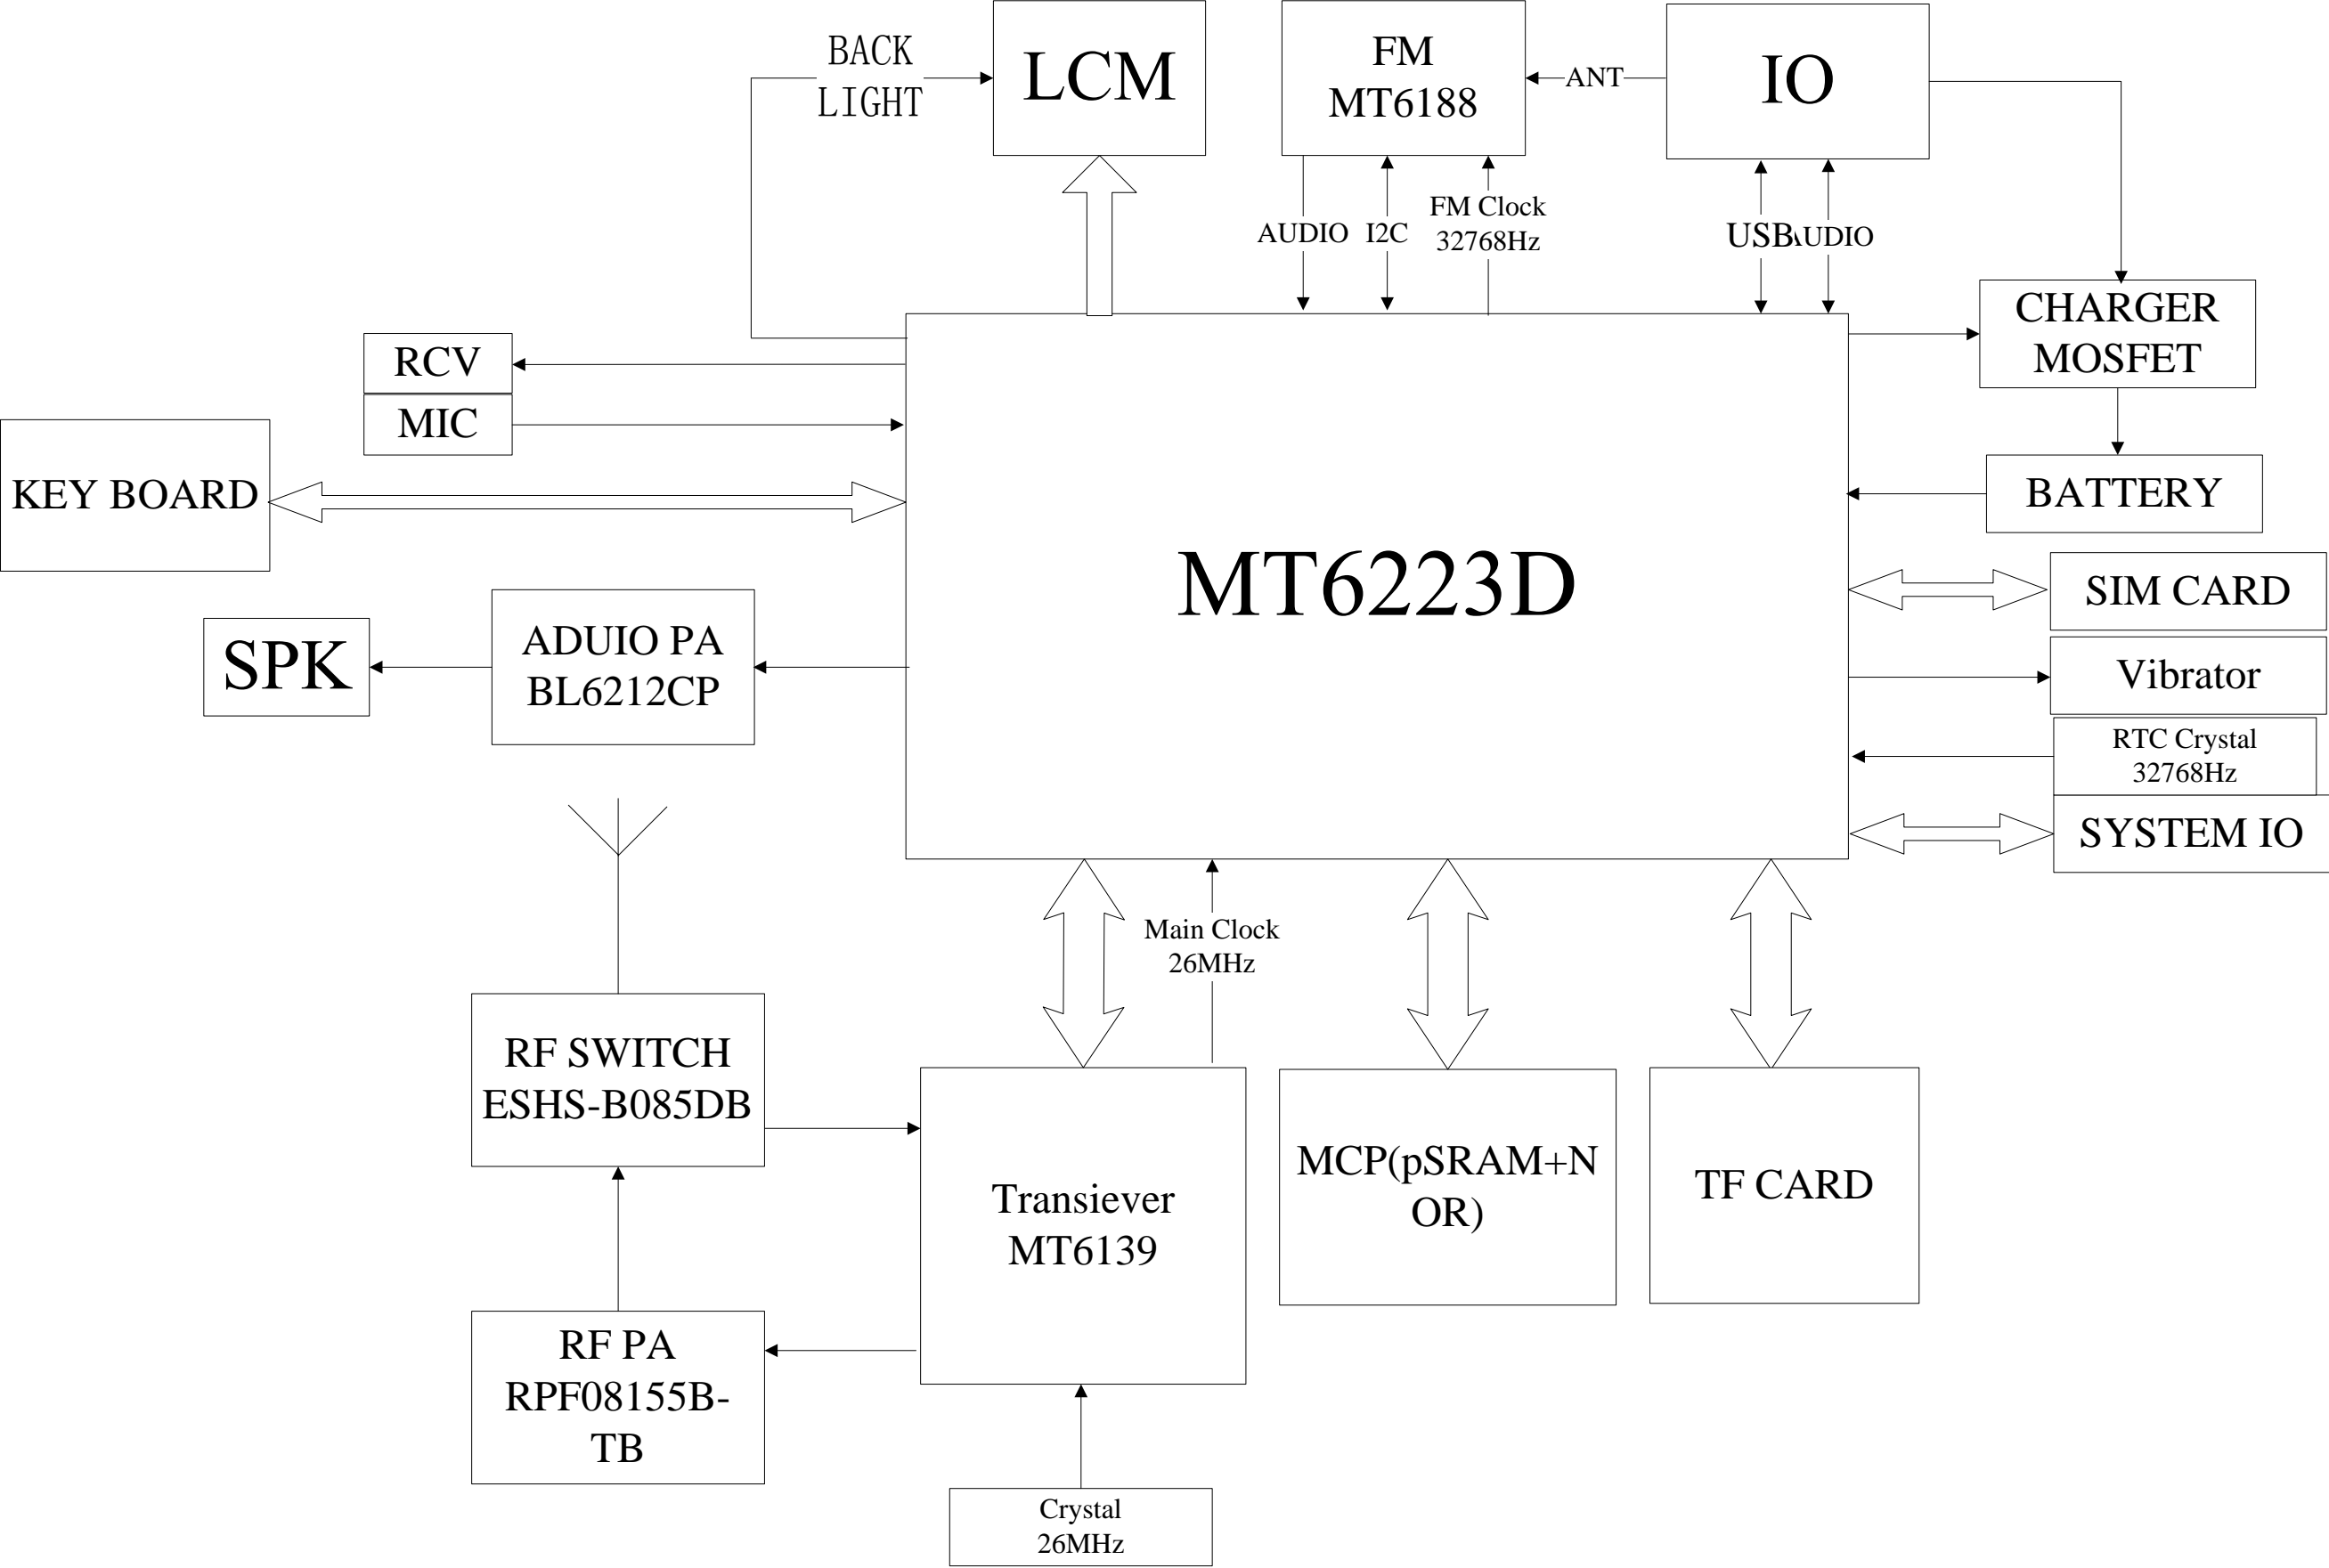 BACK
LIGHT
LCM
FM
MT6188
ANT
IO
AUDIO
I2C
FM Clock
32768Hz
USB
UDIO
CHARGER
MOSFET
RCV
MIC
KEY BOARD
BATTERY
MT6223D
SIM CARD
SPK
ADUIO PA
BL6212CP
Vibrator
RTC Crystal
32768Hz
SYSTEM IO
Main Clock
26MHz
RF SWITCH
ESHS-B085DB
Transiever
MT6139
MCP(pSRAM+N
OR)
TF CARD
RF PA
RPF08155B-
TB
Crystal
26MHz